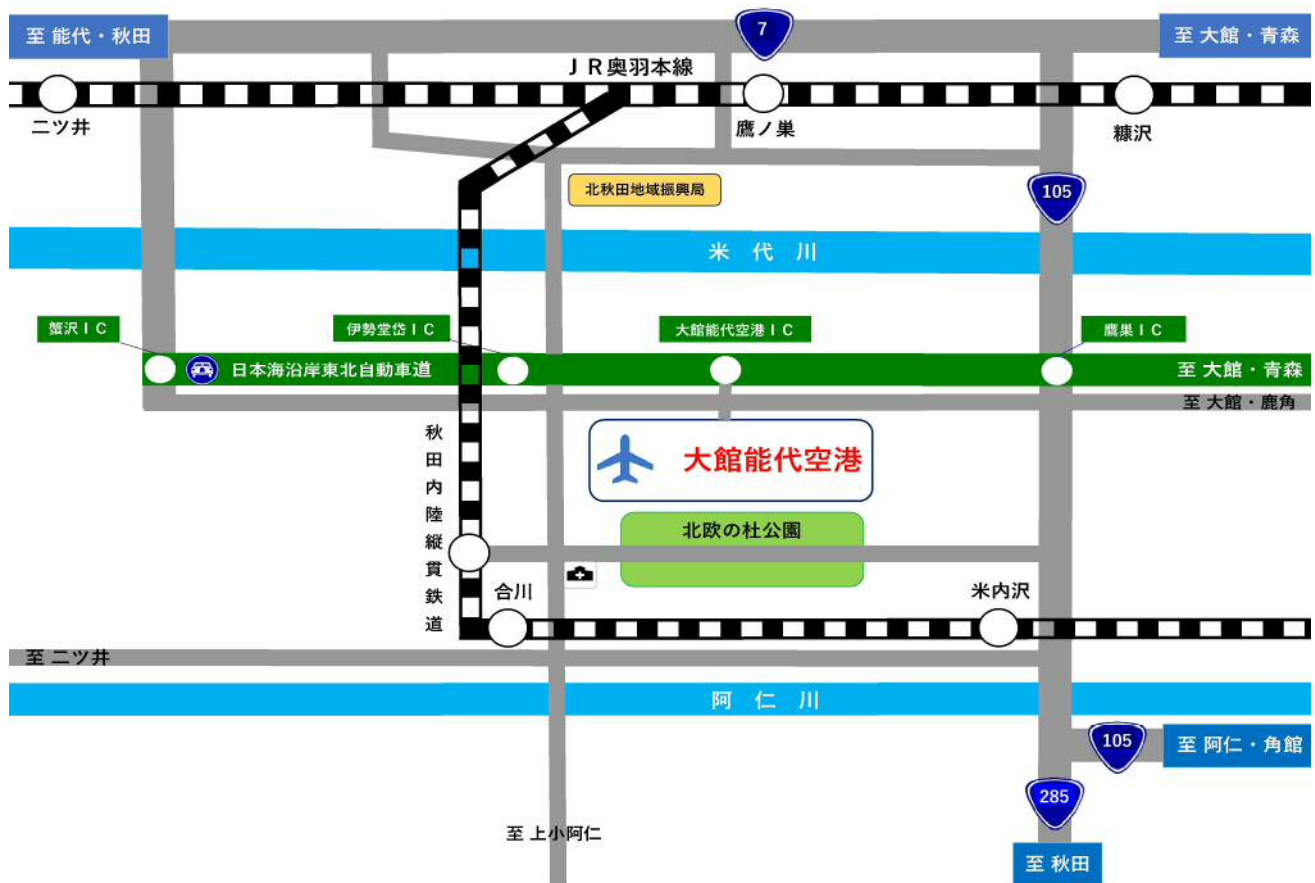 至 能代・秋田
7
至 大館・青森
ＪＲ奥羽本線
二ツ井
鷹ノ巣
糠沢
北秋田地域振興局
105
米代川
蟹沢ＩＣ
伊勢堂岱ＩＣ
大館能代空港ＩＣ
鷹巣ＩＣ
日本海沿岸東北自動車道
至 大館・青森
至 大館・鹿角
秋田内陸縦貫鉄道
大館能代空港
北欧の杜公園
合川
米内沢
至 二ツ井
阿仁川
105
至 阿仁・角館
285
至 上小阿仁
至 秋田